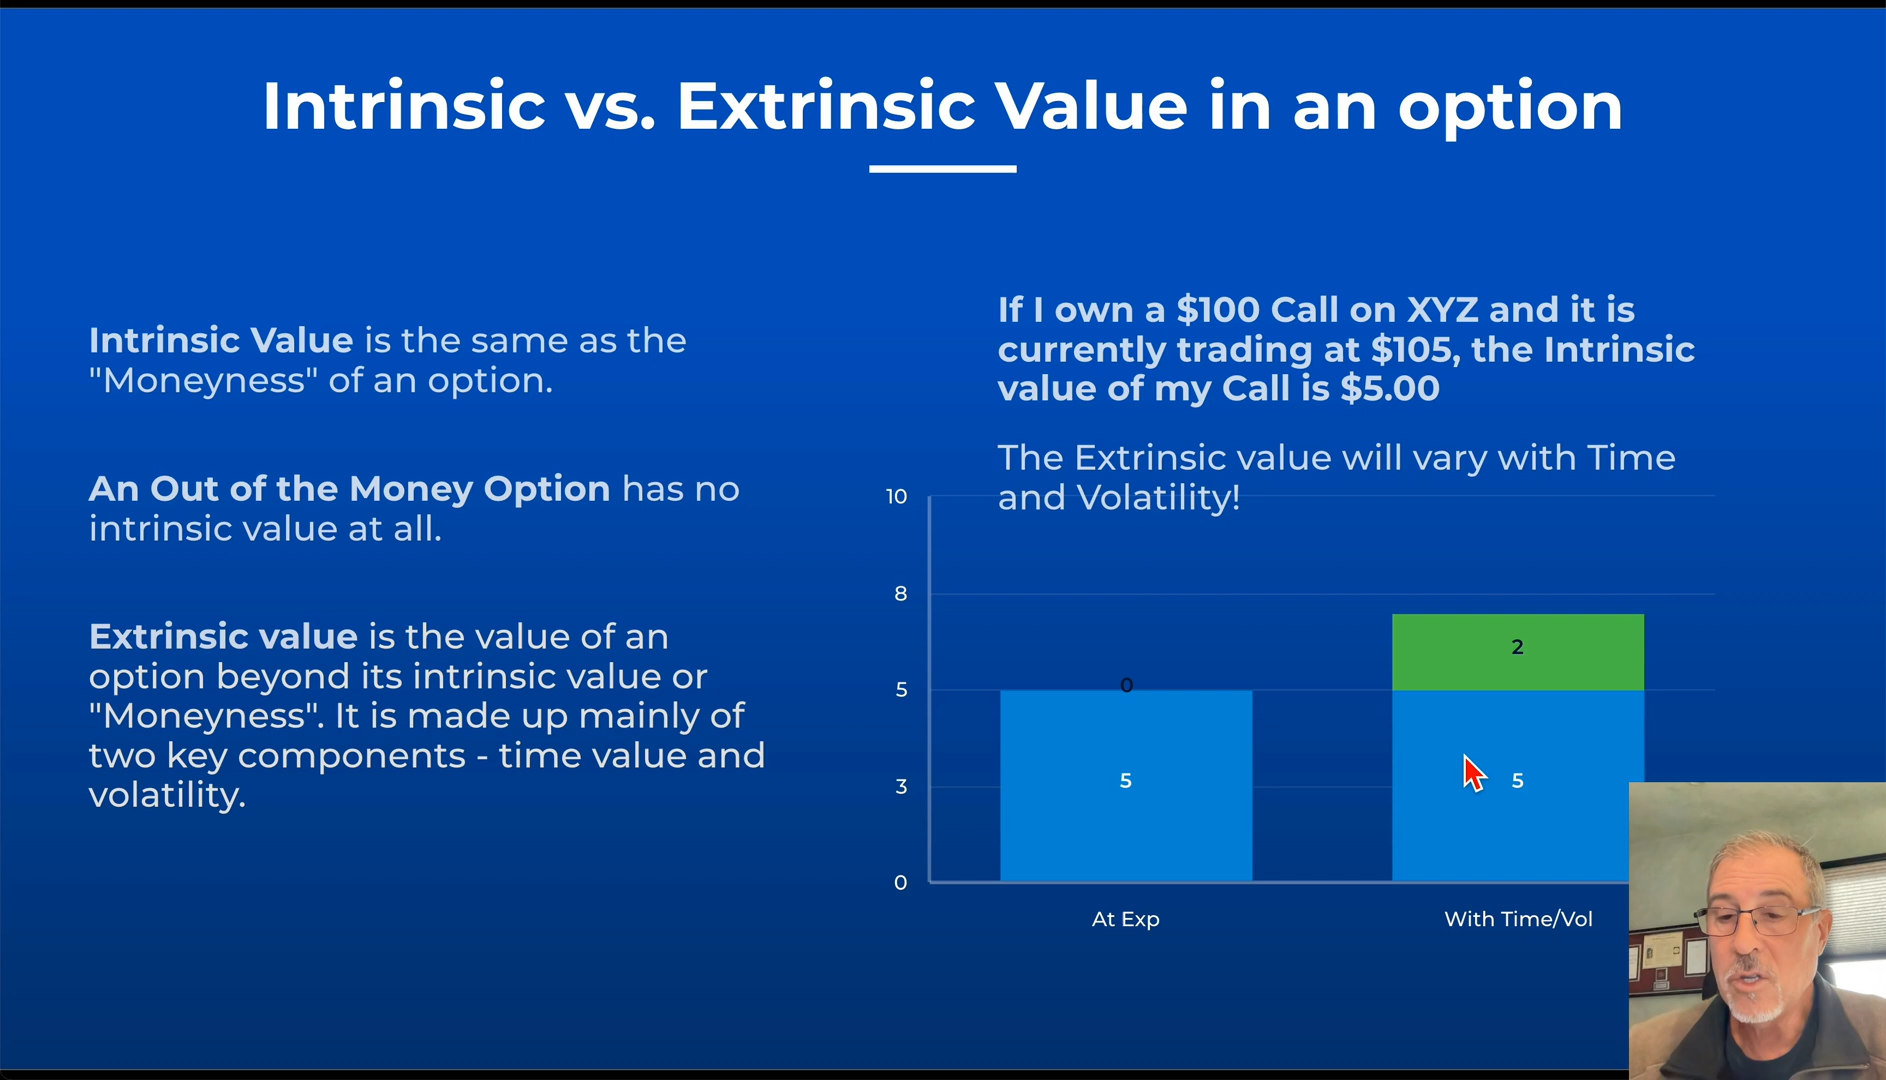 Intrinsic vs. Extrinsic Value in an option
Intrinsic Value is the same as the
"Moneyness" of an option.
An Out of the Money Option has no
intrinsic value at all.
Extrinsic value is the value of an
option beyond its intrinsic value or
"Moneyness". It is made up mainly of
two key components - time value and
volatility.
If I own a $100 Call on XYZ and it is
currently trading at $105, the Intrinsic
value of my Call is $5.00
The Extrinsic value will vary with Time
and Volatility!
10
8
5
3
0
0
5
2
5
At Exp
With Time/Vol